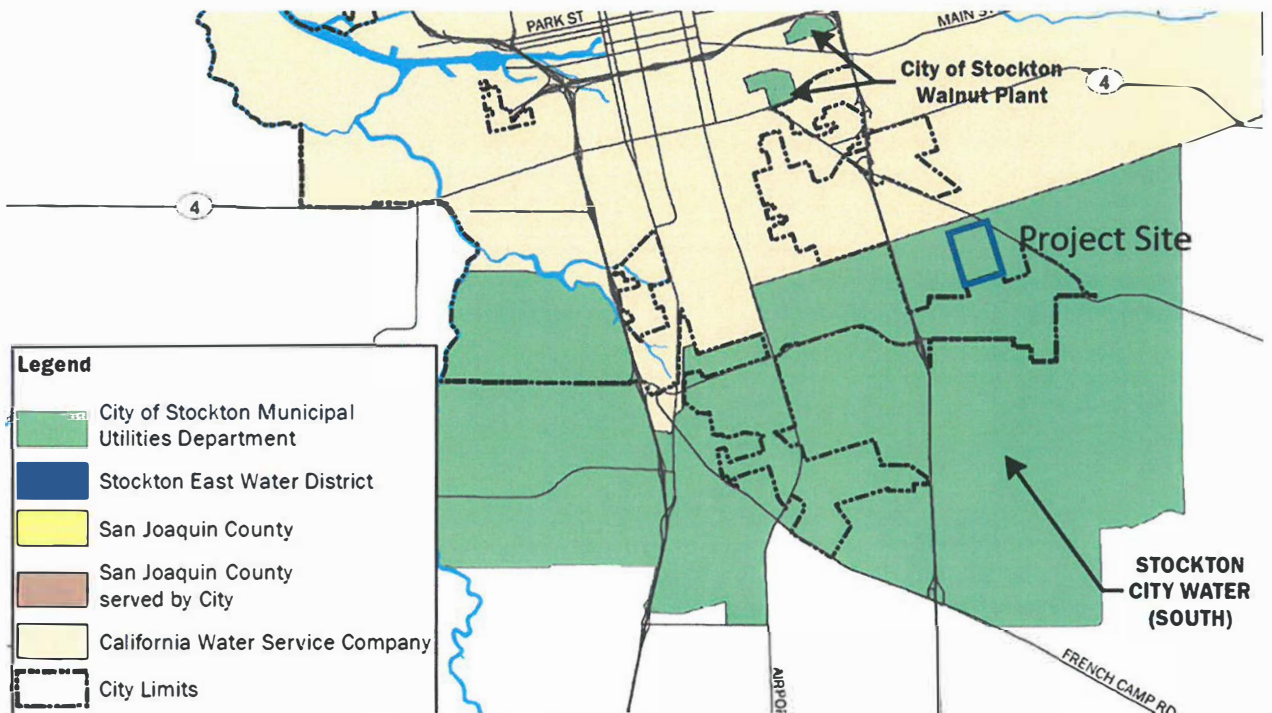 PARK ST
MAIN ST
City of Stockton
Walnut Plant
4
4
Project Site
Legend
City of Stockton Municipal
Utilities Department
Stockton East Water District
San Joaquin County
San Joaquin County
served by City
California Water Service Company
City Limits
STOCKTON
CITY WATER
(SOUTH)
FRENCH CAMP RD